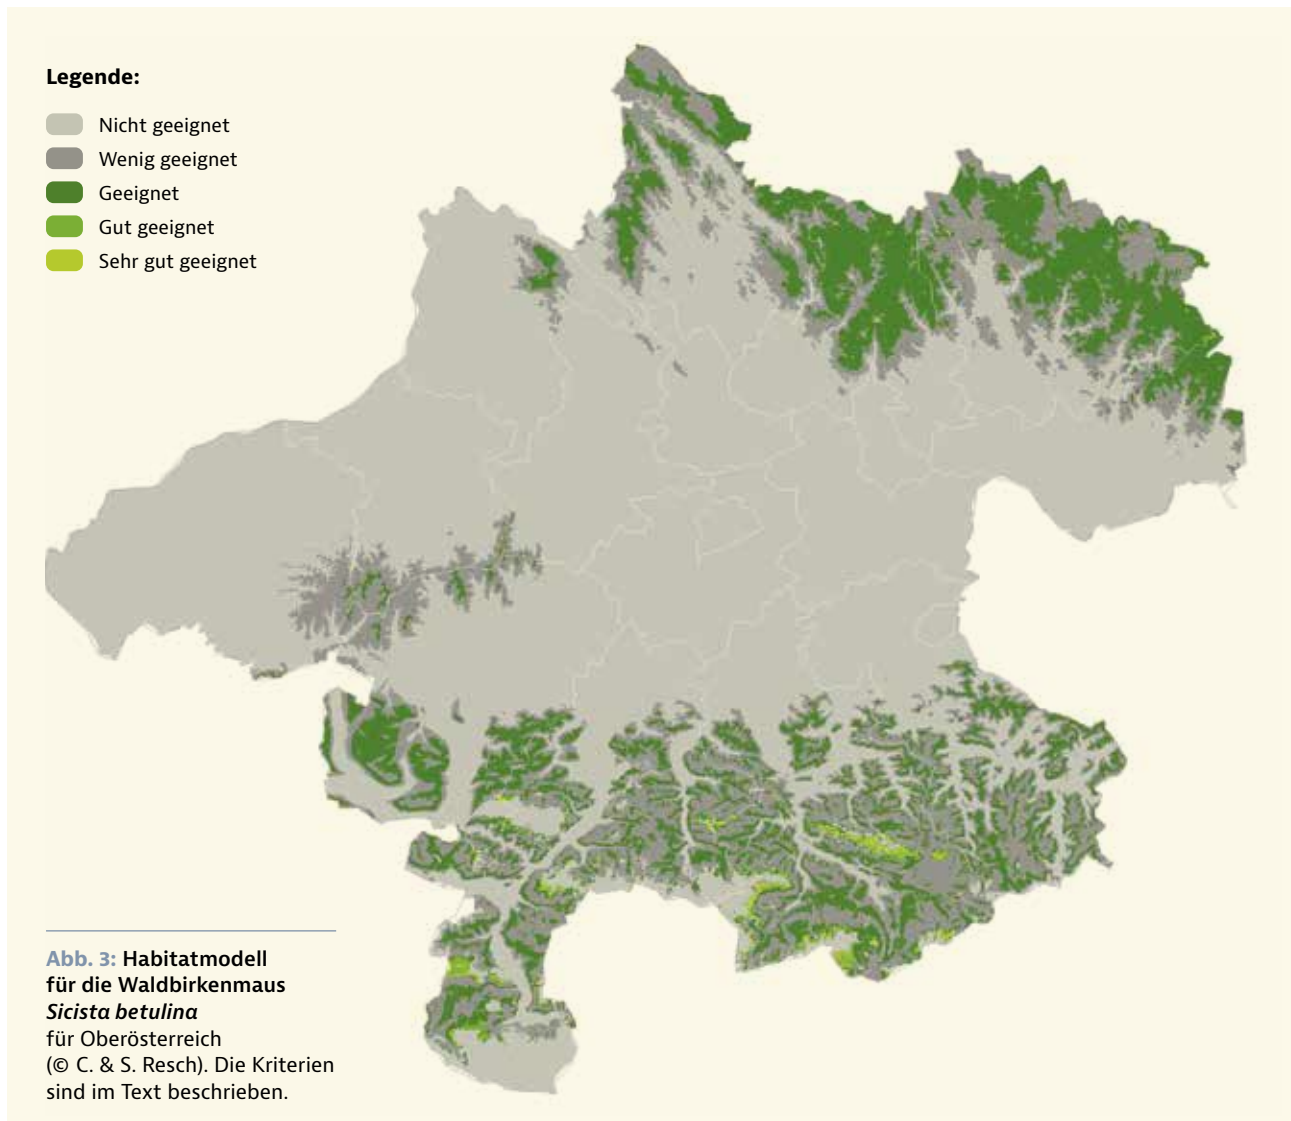 Legende:
Nicht geeignet
Wenig geeignet
Geeignet
Gut geeignet
Sehr gut geeignet
Abb. 3: Habitatmodell
für die Waldbirkenmaus
Sicista betulina
für Oberösterreich
(© C. & S. Resch). Die Kriterien
sind im Text beschrieben.